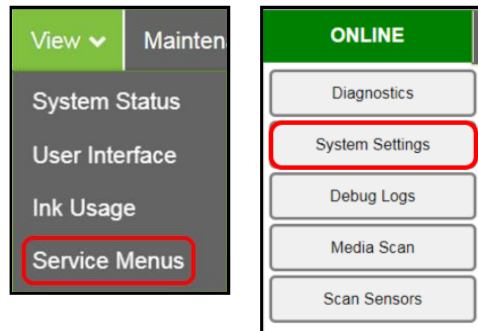 View
System Status
User Interface
Ink Usage
Service Menus
ONLINE
Diagnostics
System Settings
Debug Logs
Media Scan
Scan Sensors